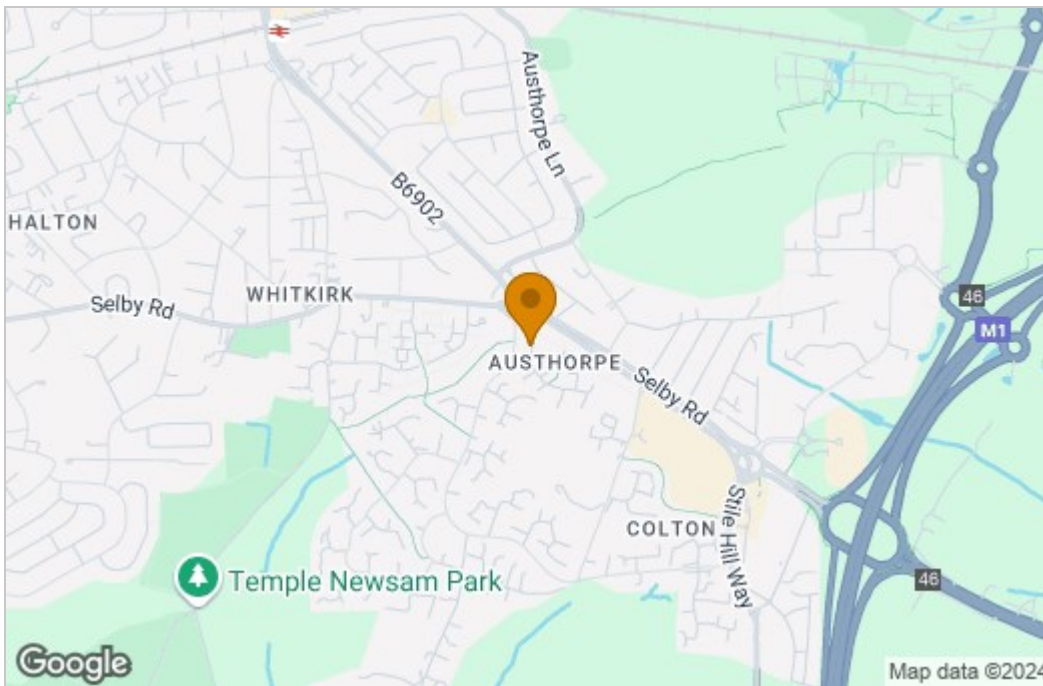 Austhorpe Ln
B6902
HALTON
WHITKIRK
Selby Rd
46
M1
AUSTHORPE
Selby Rd
COLTON
Stile Hill Way
46
Temple Newsam Park
Google
Map data ©2024